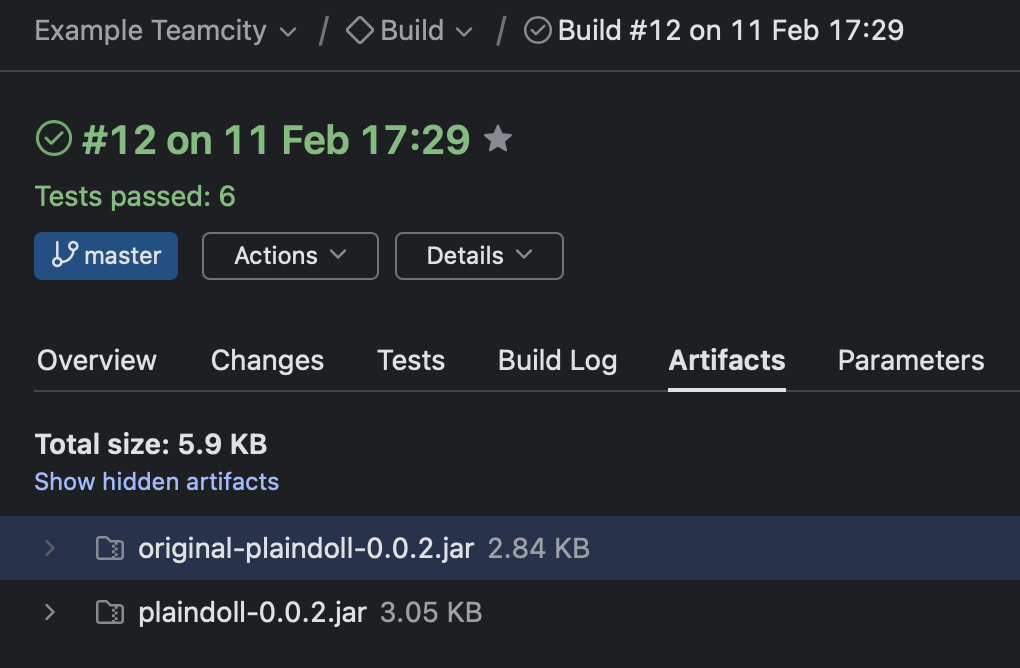 Example Teamcity / Build / Build #12 on 11 Feb 17:29
#12 on 11 Feb 17:29
Tests passed: 6
master Actions Details
Overview Changes Tests Build Log Artifacts Parameters
Total size: 5.9 KB
Show hidden artifacts
original-plaindoll-0.0.2.jar 2.84 KB
plaindoll-0.0.2.jar 3.05 KB